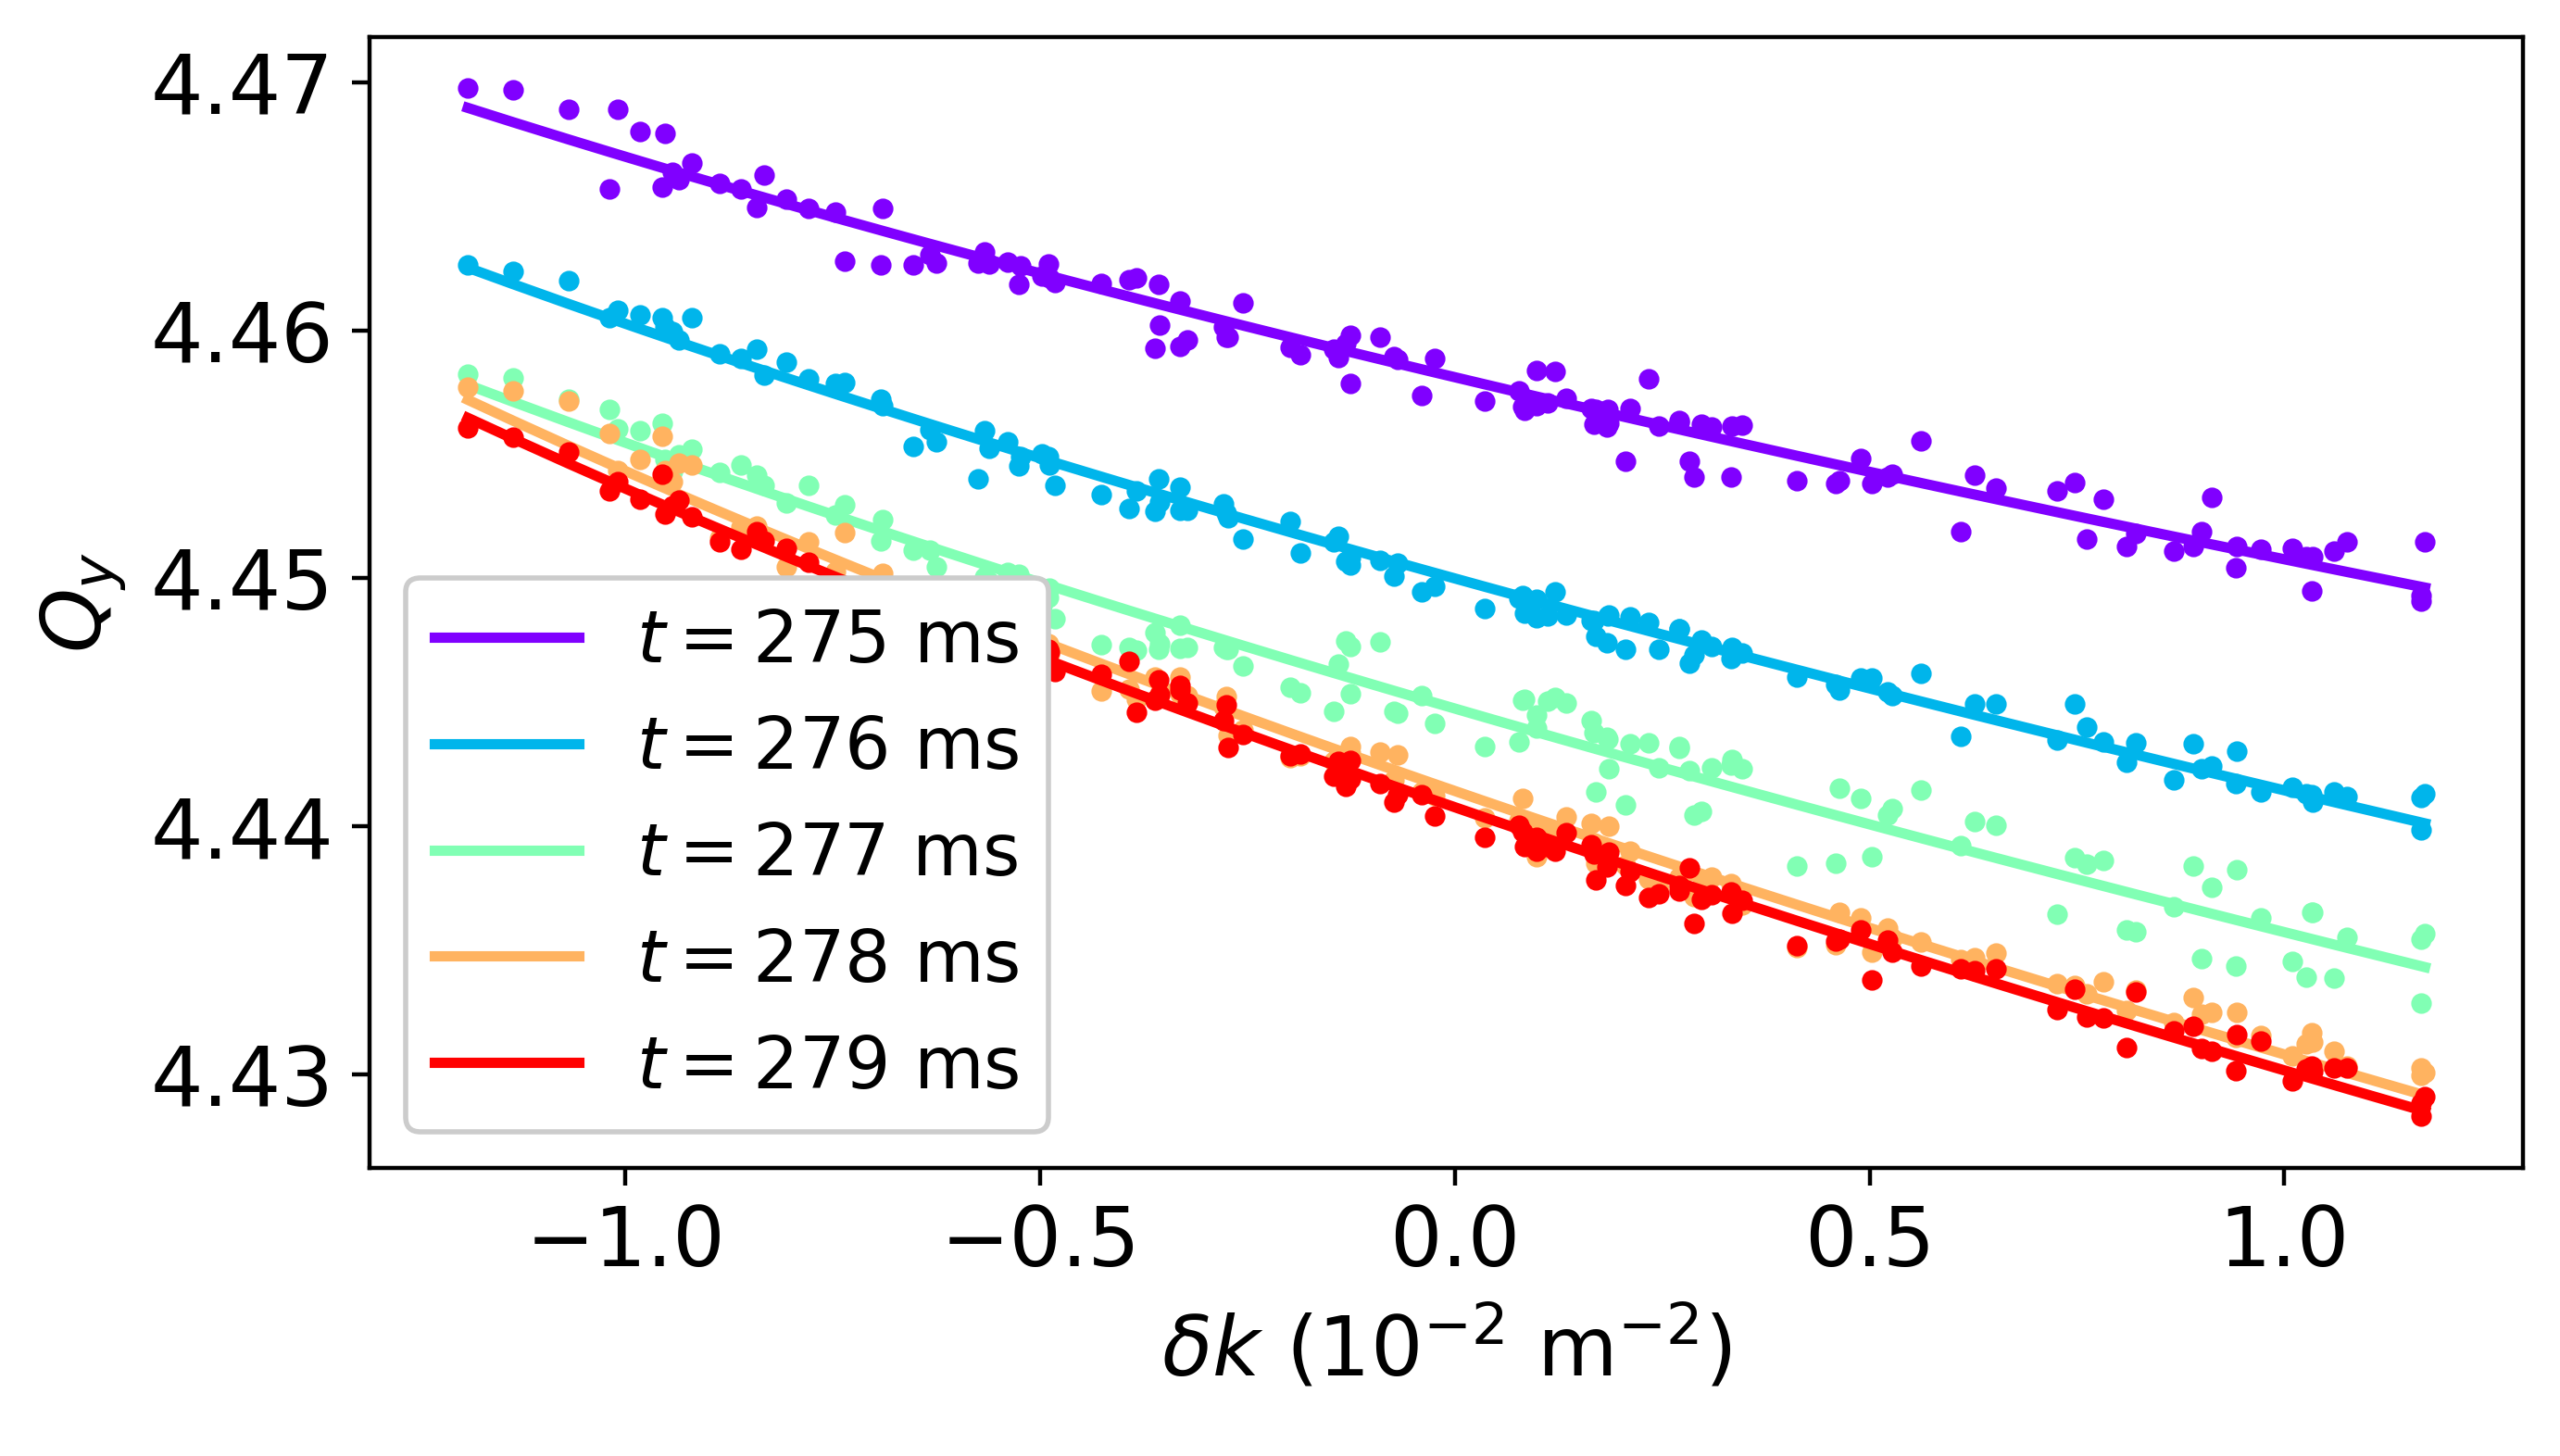 4.47
4.46
4.45
4.44
4.43
Q_y
t = 275 ms
t = 276 ms
t = 277 ms
t = 278 ms
t = 279 ms
−1.0 −0.5 0.0 0.5 1.0
δk (10⁻² m⁻²)